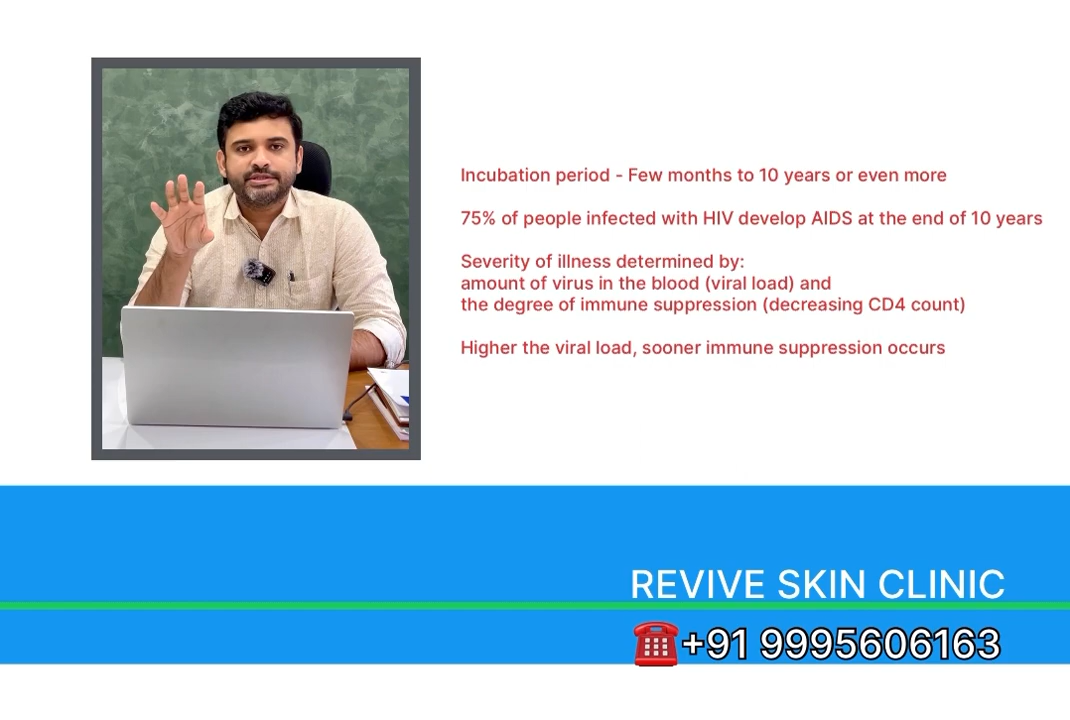 Incubation period - Few months to 10 years or even more
75% of people infected with HIV develop AIDS at the end of 10 years
Severity of illness determined by:
amount of virus in the blood (viral load) and
the degree of immune suppression (decreasing CD4 count)
Higher the viral load, sooner immune suppression occurs
REVIVE SKIN CLINIC
☎️+91 9995606163